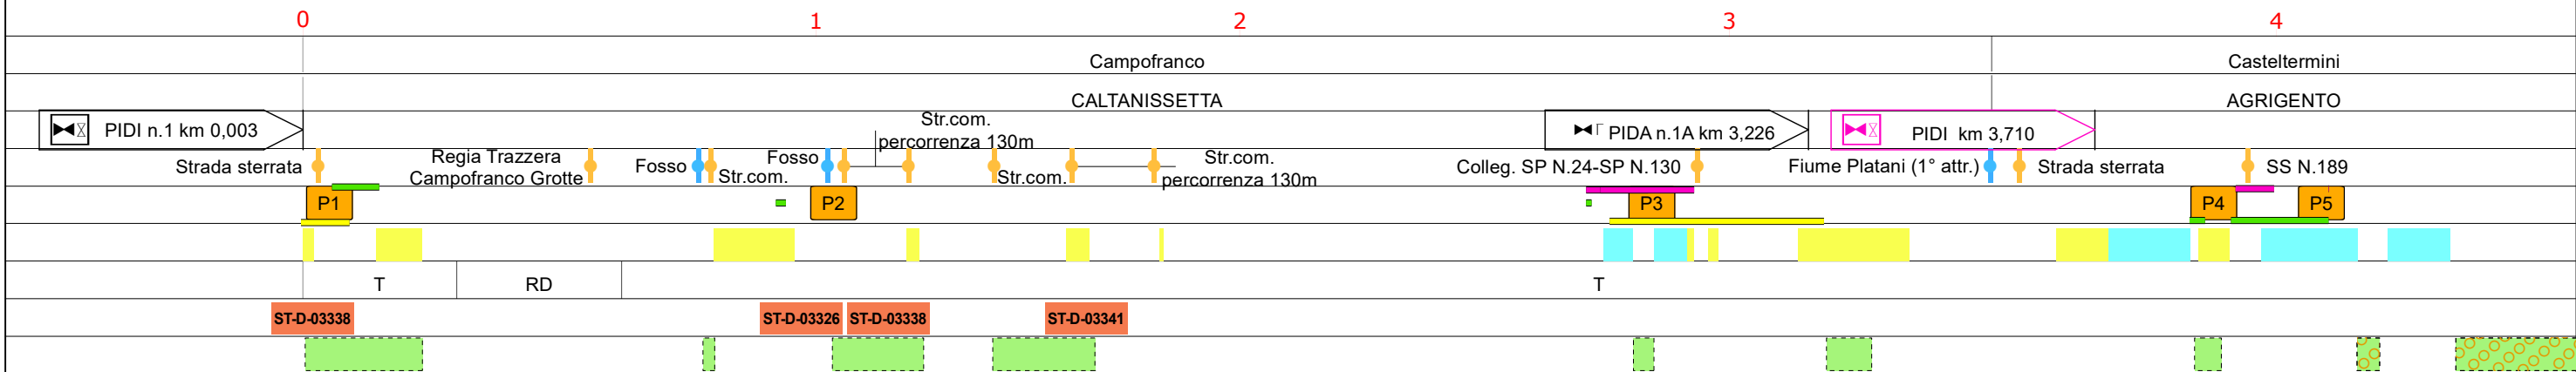 0 1 2 3 4
Campofranco Casteltermini
CALTANISSETTA AGRIGENTO
PIDI n.1 km 0,003
PIDA n.1A km 3,226
PIDI km 3,710
Strada sterrata
Regia Trazzera
Campofranco Grotte
Fosso
Str.com.
Fosso
Str.com.
percorrenza 130m
Str.com.
Str.com.
percorrenza 130m
Colleg. SP N.24-SP N.130
Fiume Platani (1° attr.)
Strada sterrata
SS N.189
P1 P2 P3 P4 P5
T RD T
ST-D-03338 ST-D-03326 ST-D-03338 ST-D-03341